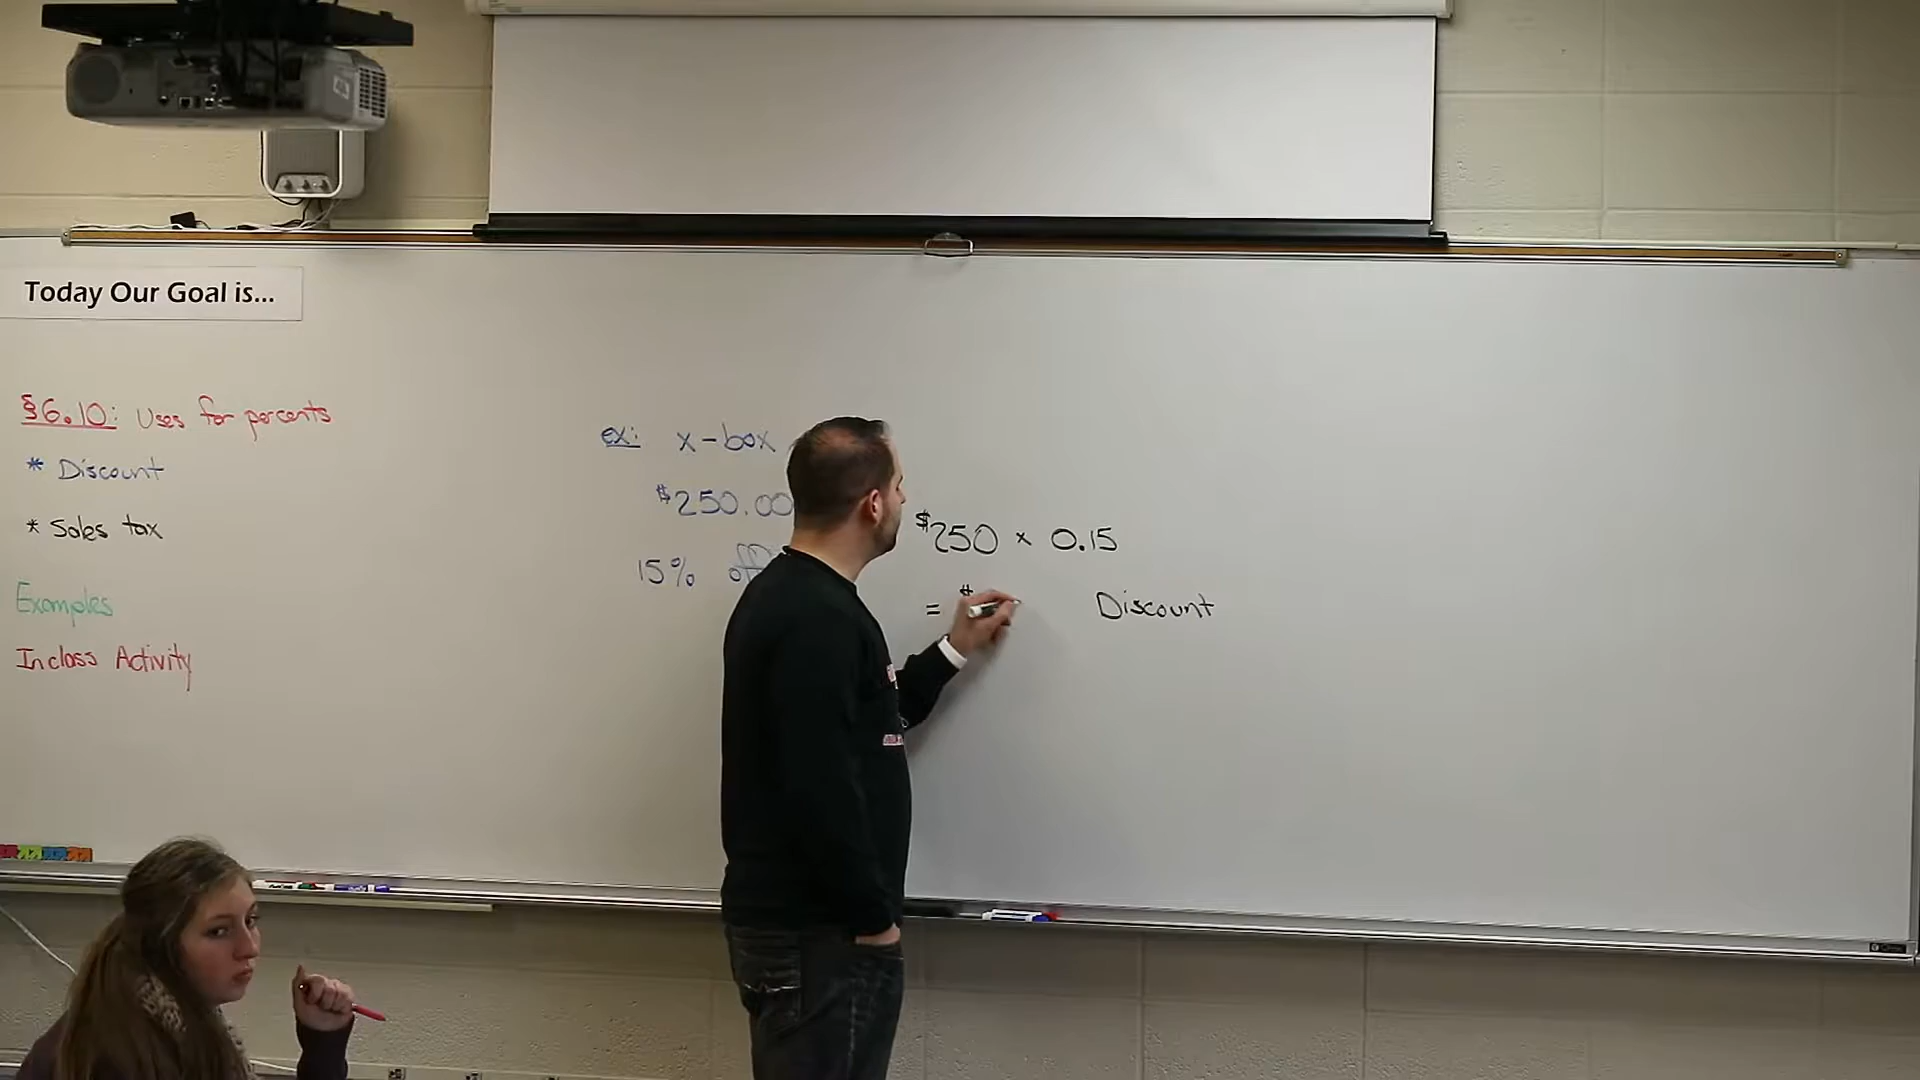 Today Our Goal is...
§6.10: Uses for percents
* Discount
* Sales tax
Examples
Inclass Activity
ex: x-box
$250.00
15% off
$250 x 0.15
= $ Discount